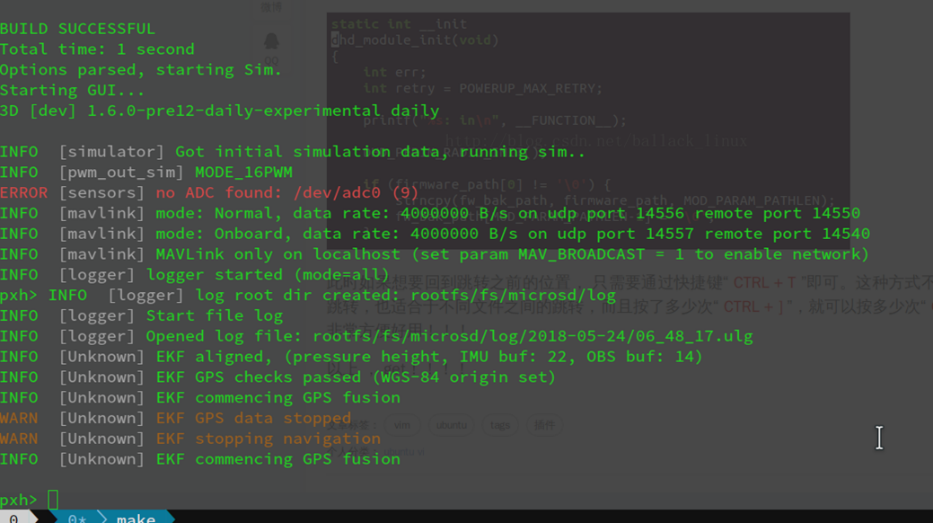 BUILD SUCCESSFUL
Total time: 1 second
Options parsed, starting Sim.
Starting GUI...
3D [dev] 1.6.0-pre12-daily-experimental daily
INFO [simulator] Got initial simulation data, running sim..
INFO [pwm_out_sim] MODE_16PWM
ERROR [sensors] no ADC found: /dev/adc0 (9)
INFO [mavlink] mode: Normal, data rate: 4000000 B/s on udp port 14556 remote port 14550
INFO [mavlink] mode: Onboard, data rate: 4000000 B/s on udp port 14557 remote port 14540
INFO [mavlink] MAVLink only on localhost (set param MAV_BROADCAST = 1 to enable network)
INFO [logger] logger started (mode=all)
pxh> INFO [logger] log root dir created: rootfs/fs/microsd/log
INFO [logger] Start file log
INFO [logger] Opened log file: rootfs/fs/microsd/log/2018-05-24/06_48_17.ulg
INFO [Unknown] EKF aligned, (pressure height, IMU buf: 22, OBS buf: 14)
INFO [Unknown] EKF GPS checks passed (WGS-84 origin set)
INFO [Unknown] EKF commencing GPS fusion
WARN [Unknown] EKF GPS data stopped
WARN [Unknown] EKF stopping navigation
INFO [Unknown] EKF commencing GPS fusion
pxh>
0 0* make
微博
static int __init
dhd_module_init(void)
{
int err;
int retry = POWERUP_MAX_RETRY;
printf("%s: in\n", __FUNCTION__);
if (firmware_path[0] != '\0') {
strncpy(fw_bak_path, firmware_path, MOD_PARAM_PATHLEN);
想要回到跳转之前的位置， 只需要通过快捷键“ CTRL + T ”即可。这种方式不
跳转，也适合于不同文件之间的跳转，而且按了多少次“ CTRL + ] ”，就可以按多少次“
vim ubuntu tags 插件